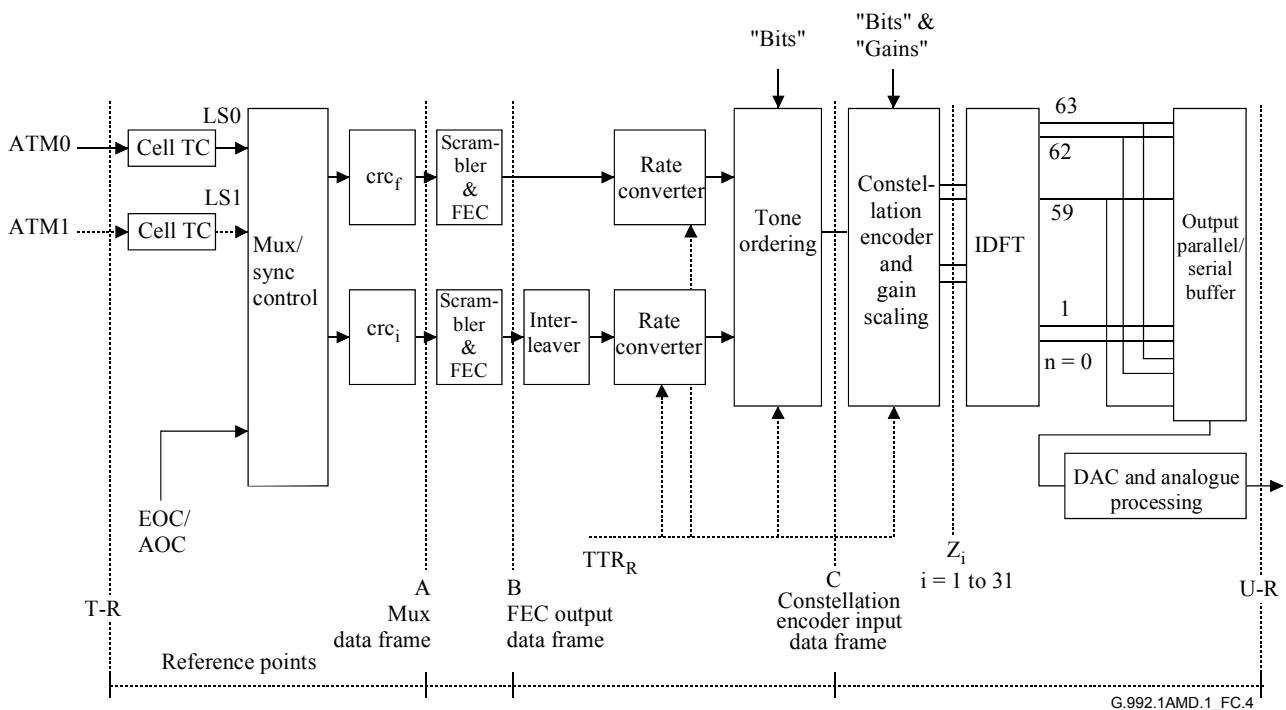 "Bits"
"Bits" &
"Gains"
ATM0
Cell TC
LS0
ATM1
Cell TC
LS1
Mux/
sync
control
EOC/
AOC
crc_f
crc_i
Scram-
bler
&
FEC
Scram-
bler
&
FEC
Inter-
leaver
Rate
converter
Rate
converter
TTR_R
Tone
ordering
Constel-
lation
encoder
and
gain
scaling
IDFT
63
62
59
1
n = 0
Output
parallel/
serial
buffer
DAC and analogue
processing
T-R
A
Mux
data frame
B
FEC output
data frame
C
Constellation
encoder input
data frame
Z_i
i = 1 to 31
U-R
Reference points
G.992.1AMD.1_FC.4